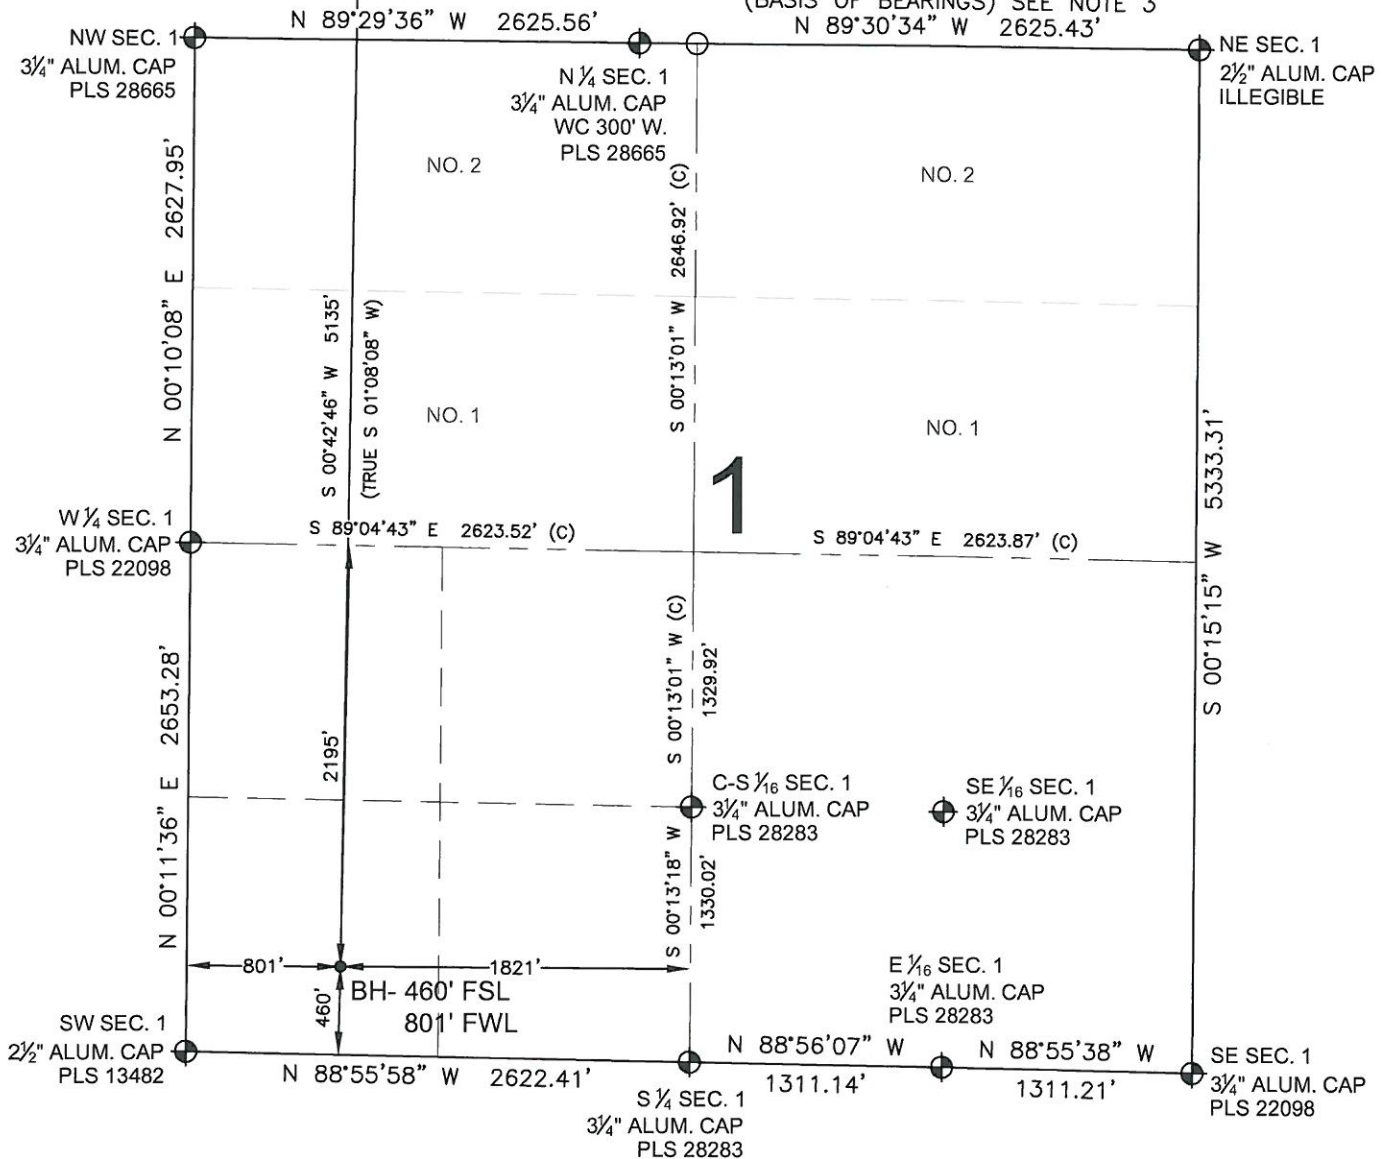 (BASIS OF BEARINGS) SEE NOTE 3
N 89°29'36" W 2625.56'
N 89°30'34" W 2625.43'
NW SEC. 1
3¼" ALUM. CAP
PLS 28665
N ¼ SEC. 1
3¼" ALUM. CAP
WC 300' W.
PLS 28665
NE SEC. 1
2½" ALUM. CAP
ILLEGIBLE
N 00°10'08" E 2627.95'
NO. 2
S 00°13'01" W 2646.92' (C)
NO. 2
S 00°42'46" W 5135'
(TRUE S 01°08'08" W)
NO. 1
NO. 1
1
S 00°15'15" W 5333.31'
W ¼ SEC. 1
3¼" ALUM. CAP
PLS 22098
S 89°04'43" E 2623.52' (C)
S 89°04'43" E 2623.87' (C)
N 00°11'36" E 2653.28'
2195'
S 00°13'01" W (C)
1329.92'
C-S 1⁄16 SEC. 1
3¼" ALUM. CAP
PLS 28283
SE 1⁄16 SEC. 1
3¼" ALUM. CAP
PLS 28283
S 00°13'18" W
1330.02'
801'
1821'
460'
BH- 460' FSL
801' FWL
E 1⁄16 SEC. 1
3¼" ALUM. CAP
PLS 28283
SW SEC. 1
2½" ALUM. CAP
PLS 13482
N 88°55'58" W 2622.41'
N 88°56'07" W
1311.14'
N 88°55'38" W
1311.21'
S ¼ SEC. 1
3¼" ALUM. CAP
PLS 28283
SE SEC. 1
3¼" ALUM. CAP
PLS 22098